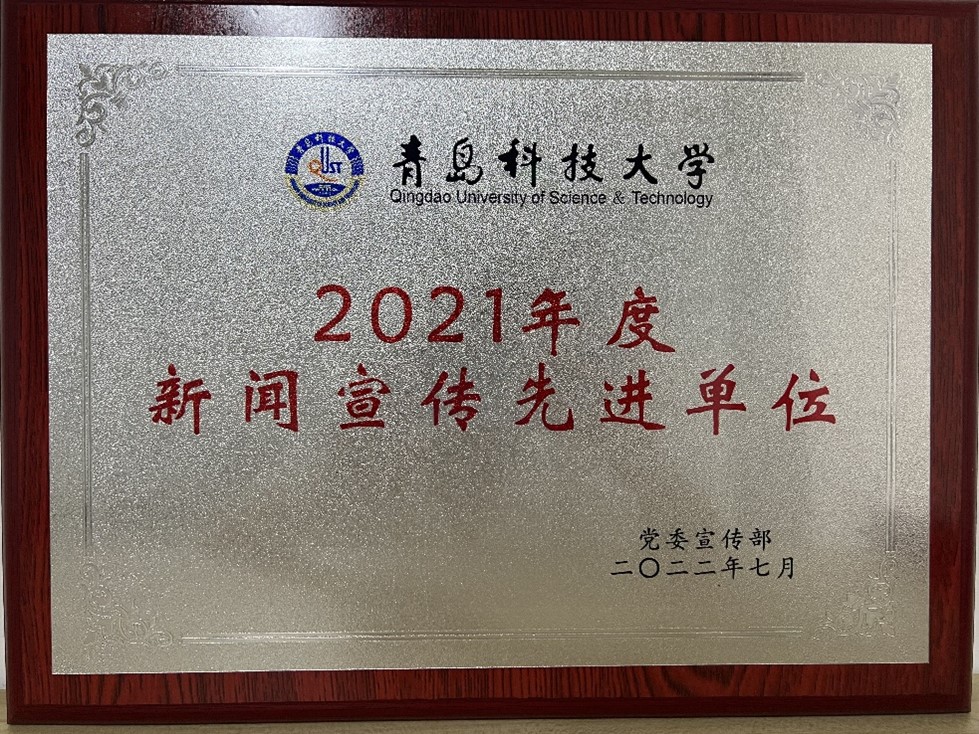 QUST
青岛科技大学
Qingdao University of Science & Technology
2021年度
新闻宣传先进单位
党委宣传部
二〇二二年七月